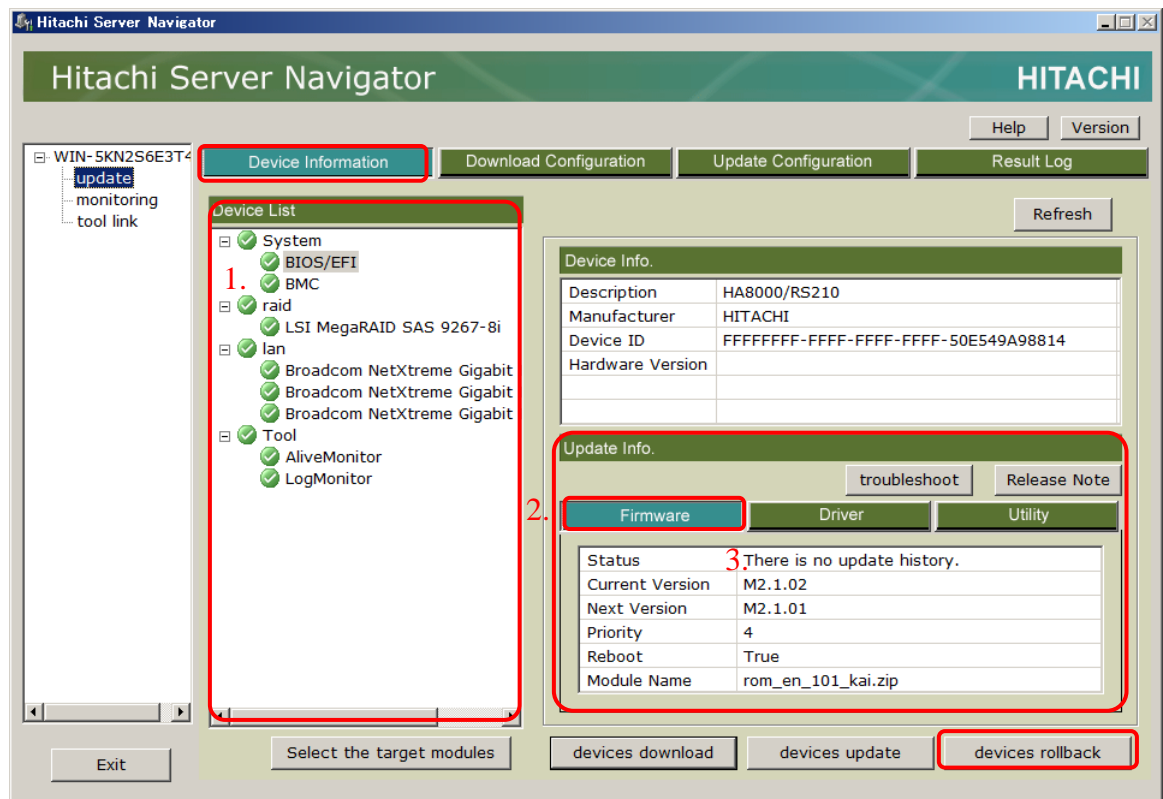 Hitachi Server Navigator
Hitachi Server Navigator
HITACHI
Help
Version
WIN-5KN2S6E3T4
update
monitoring
tool link
Device Information
Download Configuration
Update Configuration
Result Log
Device List
Refresh
System
BIOS/EFI
1.
BMC
raid
LSI MegaRAID SAS 9267-8i
lan
Broadcom NetXtreme Gigabit
Broadcom NetXtreme Gigabit
Broadcom NetXtreme Gigabit
Tool
AliveMonitor
LogMonitor
Device Info.
Description HA8000/RS210
Manufacturer HITACHI
Device ID FFFFFFFF-FFFF-FFFF-FFFF-50E549A98814
Hardware Version
Update Info.
troubleshoot
Release Note
2.
Firmware
Driver
Utility
3.
Status There is no update history.
Current Version M2.1.02
Next Version M2.1.01
Priority 4
Reboot True
Module Name rom_en_101_kai.zip
Exit
Select the target modules
devices download
devices update
devices rollback